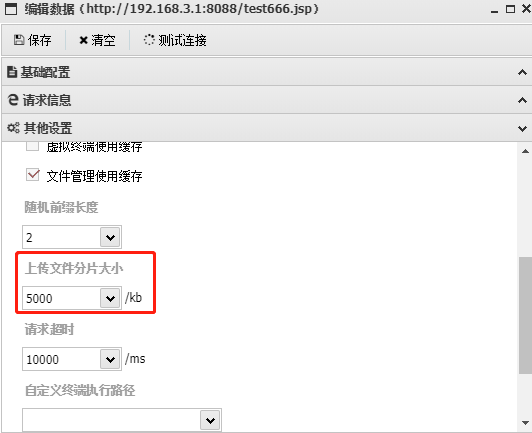 编辑数据(http://192.168.3.1:8088/test666.jsp)
保存 清空 测试连接
基础配置
请求信息
其他设置
虚拟终端使用缓存
文件管理使用缓存
随机前缀长度
2
上传文件分片大小
5000 /kb
请求超时
10000 /ms
自定义终端执行路径